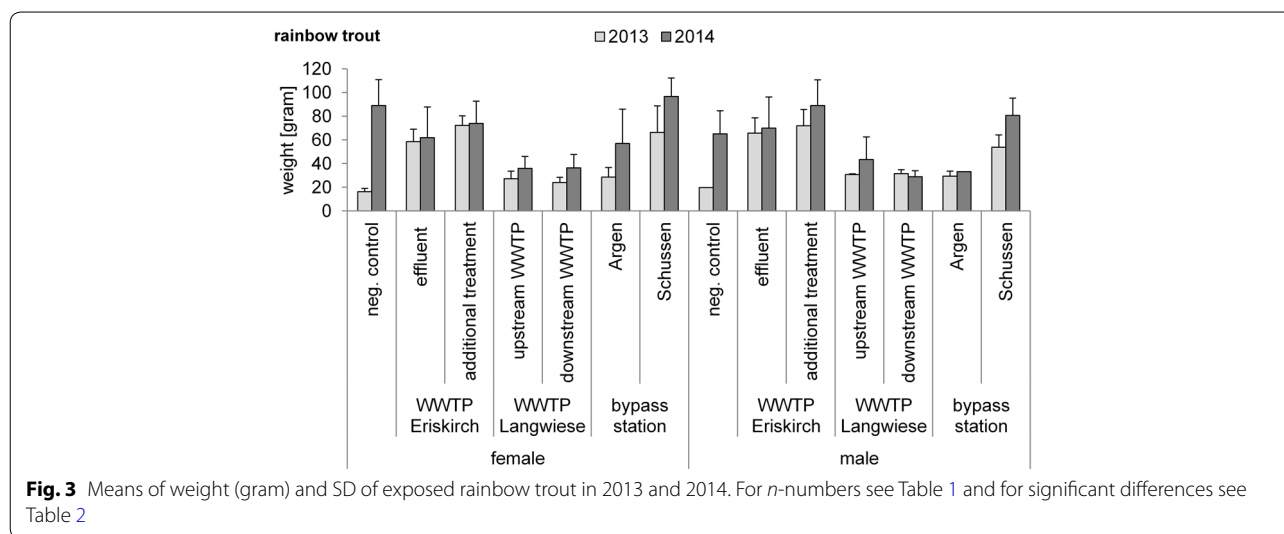 rainbow trout
2013 2014
weight [gram]
120
100
80
60
40
20
0
neg. control
effluent
additional treatment
upstream WWTP
downstream WWTP
Argen
Schussen
neg. control
effluent
additional treatment
upstream WWTP
downstream WWTP
Argen
Schussen
WWTP
Eriskirch
WWTP
Langwiese
bypass
station
WWTP
Eriskirch
WWTP
Langwiese
bypass
station
female
male
Fig. 3 Means of weight (gram) and SD of exposed rainbow trout in 2013 and 2014. For n-numbers see Table 1 and for significant differences see
Table 2